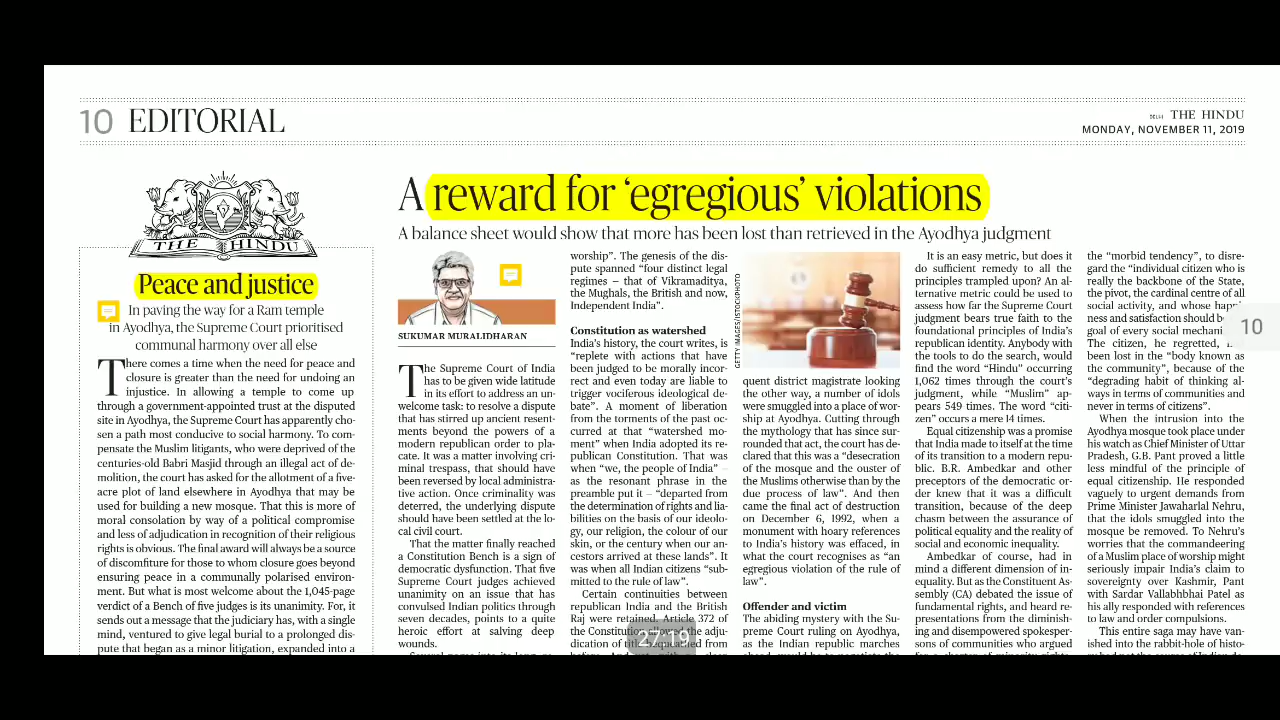 10 EDITORIAL
DELHI THE HINDU
MONDAY, NOVEMBER 11, 2019
THE HINDU
Peace and justice
In paving the way for a Ram temple
in Ayodhya, the Supreme Court prioritised
communal harmony over all else
There comes a time when the need for peace and
closure is greater than the need for undoing an
injustice. In allowing a temple to come up
through a government-appointed trust at the disputed
site in Ayodhya, the Supreme Court has apparently cho-
sen a path most conducive to social harmony. To com-
pensate the Muslim litigants, who were deprived of the
centuries-old Babri Masjid through an illegal act of de-
molition, the court has asked for the allotment of a five-
acre plot of land elsewhere in Ayodhya that may be
used for building a new mosque. That this is more of
moral consolation by way of a political compromise
and less of adjudication in recognition of their religious
rights is obvious. The final award will always be a source
of discomfiture for those to whom closure goes beyond
ensuring peace in a communally polarised environ-
ment. But what is most welcome about the 1,045-page
verdict of a Bench of five judges is its unanimity. For, it
sends out a message that the judiciary has, with a single
mind, ventured to give legal burial to a prolonged dis-
pute that began as a minor litigation, expanded into a
A reward for ‘egregious’ violations
A balance sheet would show that more has been lost than retrieved in the Ayodhya judgment
SUKUMAR MURALIDHARAN
The Supreme Court of India
has to be given wide latitude
in its effort to address an un-
welcome task: to resolve a dispute
that has stirred up ancient resent-
ments beyond the powers of a
modern republican order to pla-
cate. It was a matter involving cri-
minal trespass, that should have
been reversed by local administra-
tive action. Once criminality was
deterred, the underlying dispute
should have been settled at the lo-
cal civil court.
That the matter finally reached
a Constitution Bench is a sign of
democratic dysfunction. That five
Supreme Court judges achieved
unanimity on an issue that has
convulsed Indian politics through
seven decades, points to a quite
heroic effort at salving deep
wounds.
worship”. The genesis of the dis-
pute spanned “four distinct legal
regimes – that of Vikramaditya,
the Mughals, the British and now,
Independent India”.
Constitution as watershed
India’s history, the court writes, is
“replete with actions that have
been judged to be morally incor-
rect and even today are liable to
trigger vociferous ideological de-
bate”. A moment of liberation
from the torments of the past oc-
curred at that “watershed mo-
ment” when India adopted its re-
publican Constitution. That was
when “we, the people of India” –
as the resonant phrase in the
preamble put it – “departed from
the determination of rights and lia-
bilities on the basis of our ideolo-
gy, our religion, the colour of our
skin, or the century when our an-
cestors arrived at these lands”. It
was when all Indian citizens “sub-
mitted to the rule of law”.
Certain continuities between
republican India and the British
Raj were retained. Article 372 of
the Constitution the adju-
dication of from
GETTY IMAGES/ISTOCKPHOTO
quent district magistrate looking
the other way, a number of idols
were smuggled into a place of wor-
ship at Ayodhya. Cutting through
the mythology that has since sur-
rounded that act, the court has de-
clared that this was a “desecration
of the mosque and the ouster of
the Muslims otherwise than by the
due process of law”. And then
came the final act of destruction
on December 6, 1992, when a
monument with hoary references
to India’s history was effaced, in
what the court recognises as “an
egregious violation of the rule of
law”.
Offender and victim
The abiding mystery with the Su-
preme Court ruling on Ayodhya,
as the Indian republic marches
It is an easy metric, but does it
do sufficient remedy to all the
principles trampled upon? An al-
ternative metric could be used to
assess how far the Supreme Court
judgment bears true faith to the
foundational principles of India’s
republican identity. Anybody with
the tools to do the search, would
find the word “Hindu” occurring
1,062 times through the court’s
judgment, while “Muslim” ap-
pears 549 times. The word “citi-
zen” occurs a mere 14 times.
Equal citizenship was a promise
that India made to itself at the time
of its transition to a modern repu-
blic. B.R. Ambedkar and other
preceptors of the democratic or-
der knew that it was a difficult
transition, because of the deep
chasm between the assurance of
political equality and the reality of
social and economic inequality.
Ambedkar of course, had in
mind a different dimension of in-
equality. But as the Constituent As-
sembly (CA) debated the issue of
fundamental rights, and heard re-
presentations from the diminish-
ing and disempowered spokesper-
sons of communities who argued
the “morbid tendency”, to disre-
gard the “individual citizen who is
really the backbone of the State,
the pivot, the cardinal centre of all
social activity, and whose
ness and satisfaction should
goal of every social
The citizen, he regretted,
been lost in the “body known as
the community”, because of the
“degrading habit of thinking al-
ways in terms of communities and
never in terms of citizens”.
When the intrusion into the
Ayodhya mosque took place under
his watch as Chief Minister of Uttar
Pradesh, G.B. Pant proved a little
less mindful of the principle of
equal citizenship. He responded
vaguely to urgent demands from
Prime Minister Jawaharlal Nehru,
that the idols smuggled into the
mosque be removed. To Nehru’s
worries that the commandeering
of a Muslim place of worship might
seriously impair India’s claim to
sovereignty over Kashmir, Pant
with Sardar Vallabhbhai Patel as
his ally responded with references
to law and order compulsions.
This entire saga may have van-
ished into the rabbit-hole of histo-
10
27:19